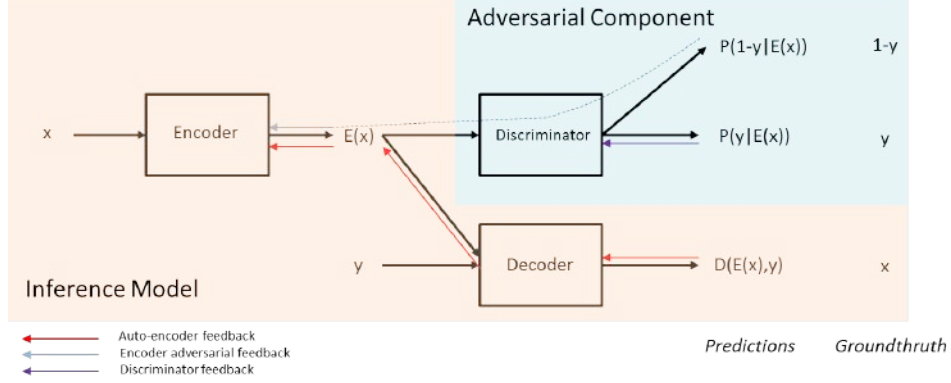 Adversarial Component
P(1-y|E(x))
1-y
x
Encoder
E(x)
Discriminator
P(y|E(x))
y
y
Decoder
D(E(x),y)
x
Inference Model
Auto-encoder feedback
Encoder adversarial feedback
Discriminator feedback
Predictions
Groundthruth